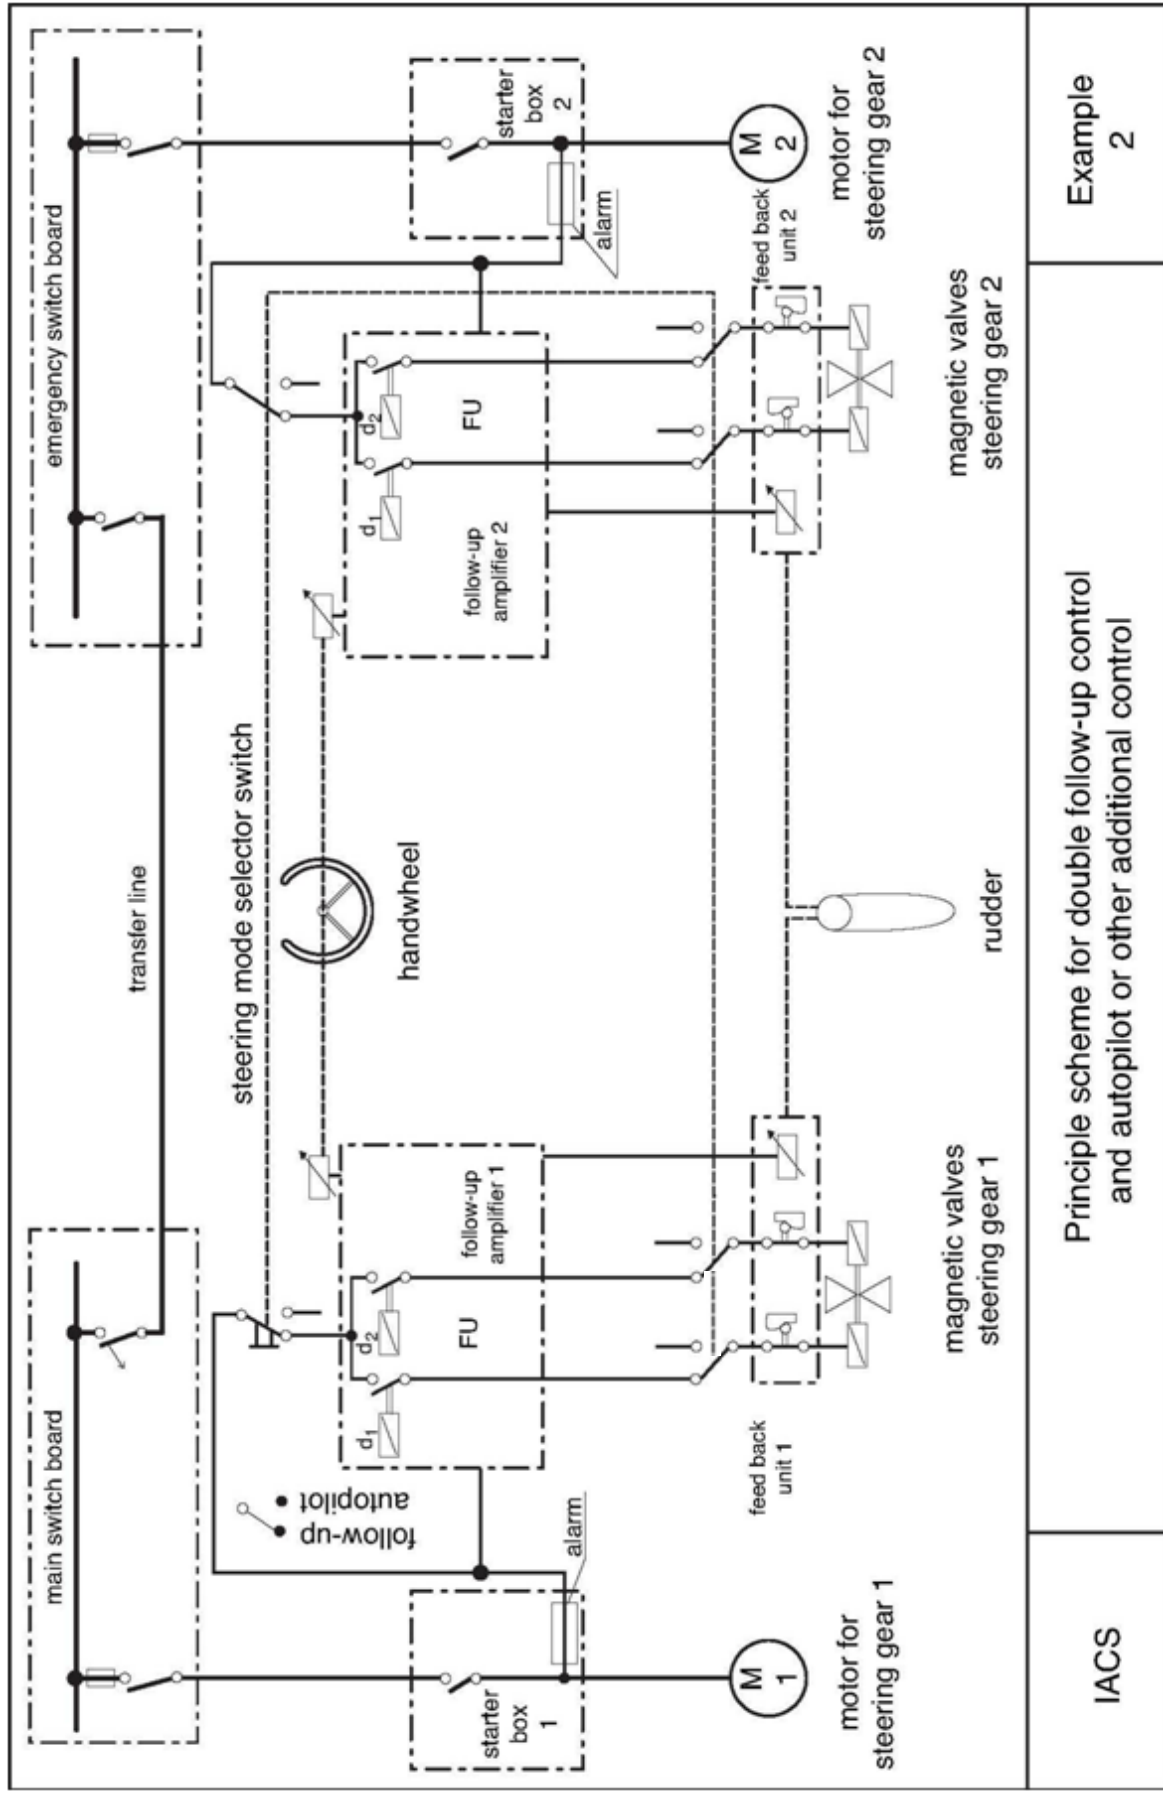 main switch board
emergency switch board
transfer line
steering mode selector switch
follow-up
autopilot
handwheel
starter
box
1
alarm
d1
d2
FU
follow-up
amplifier 1
d1
d2
FU
follow-up
amplifier 2
starter
box
2
alarm
M
1
motor for
steering gear 1
feed back
unit 1
magnetic valves
steering gear 1
rudder
feed back
unit 2
magnetic valves
steering gear 2
M
2
motor for
steering gear 2
IACS
Principle scheme for double follow-up control
and autopilot or other additional control
Example
2